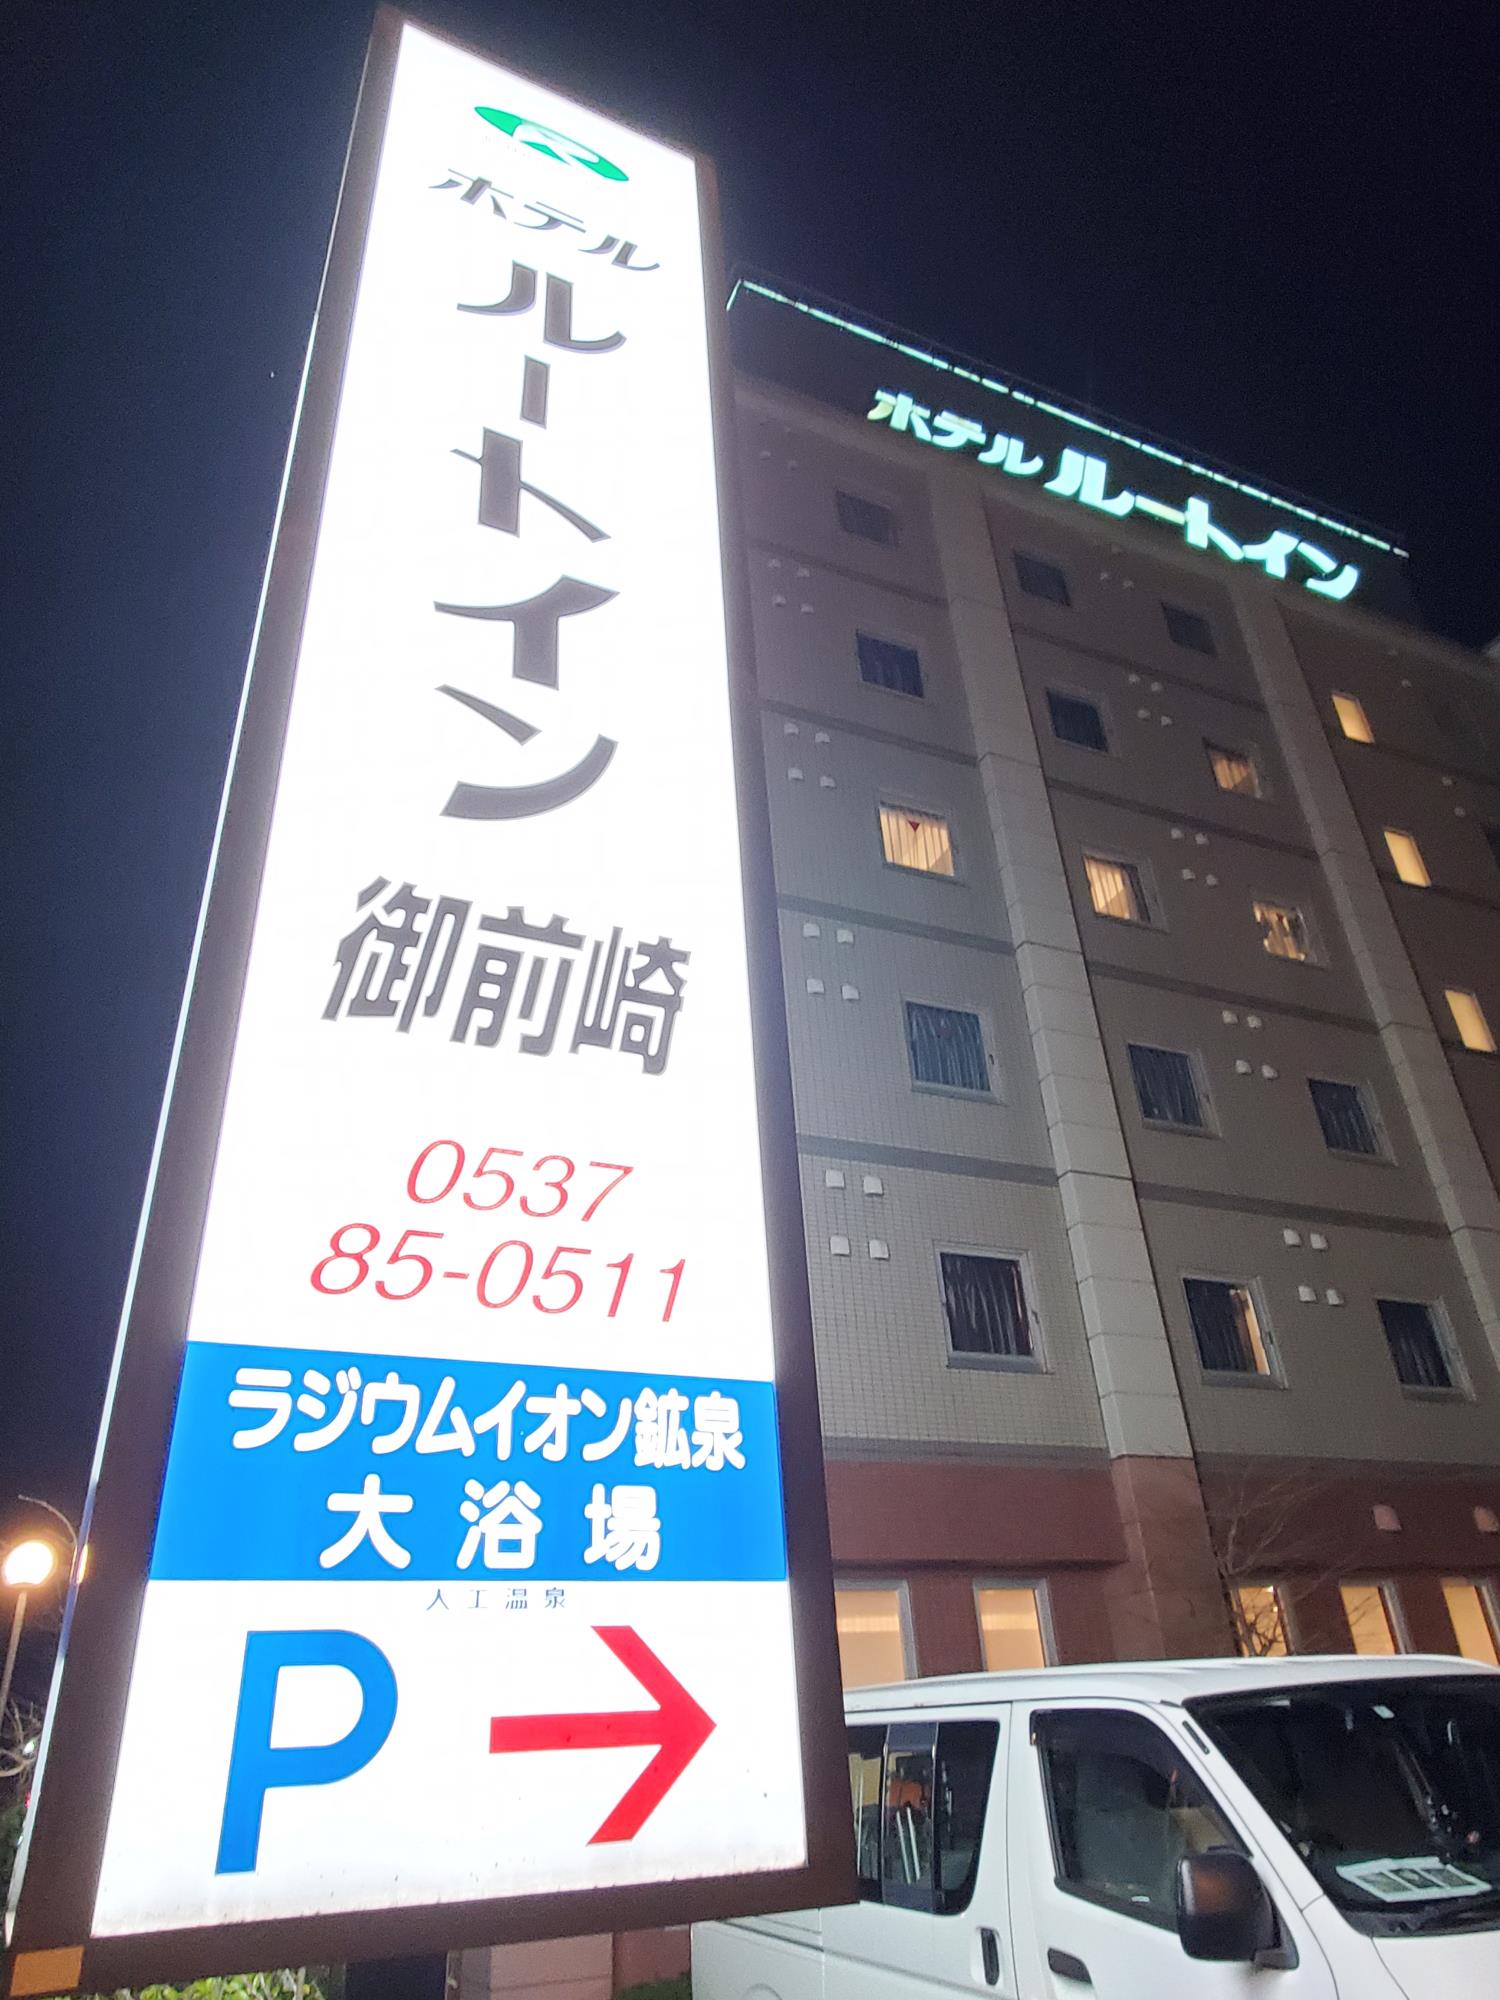 ホテル
ルートイン
御前崎
0537
85-0511
ラジウムイオン鉱泉
大浴場
人工温泉
P
ホテル ルートイン